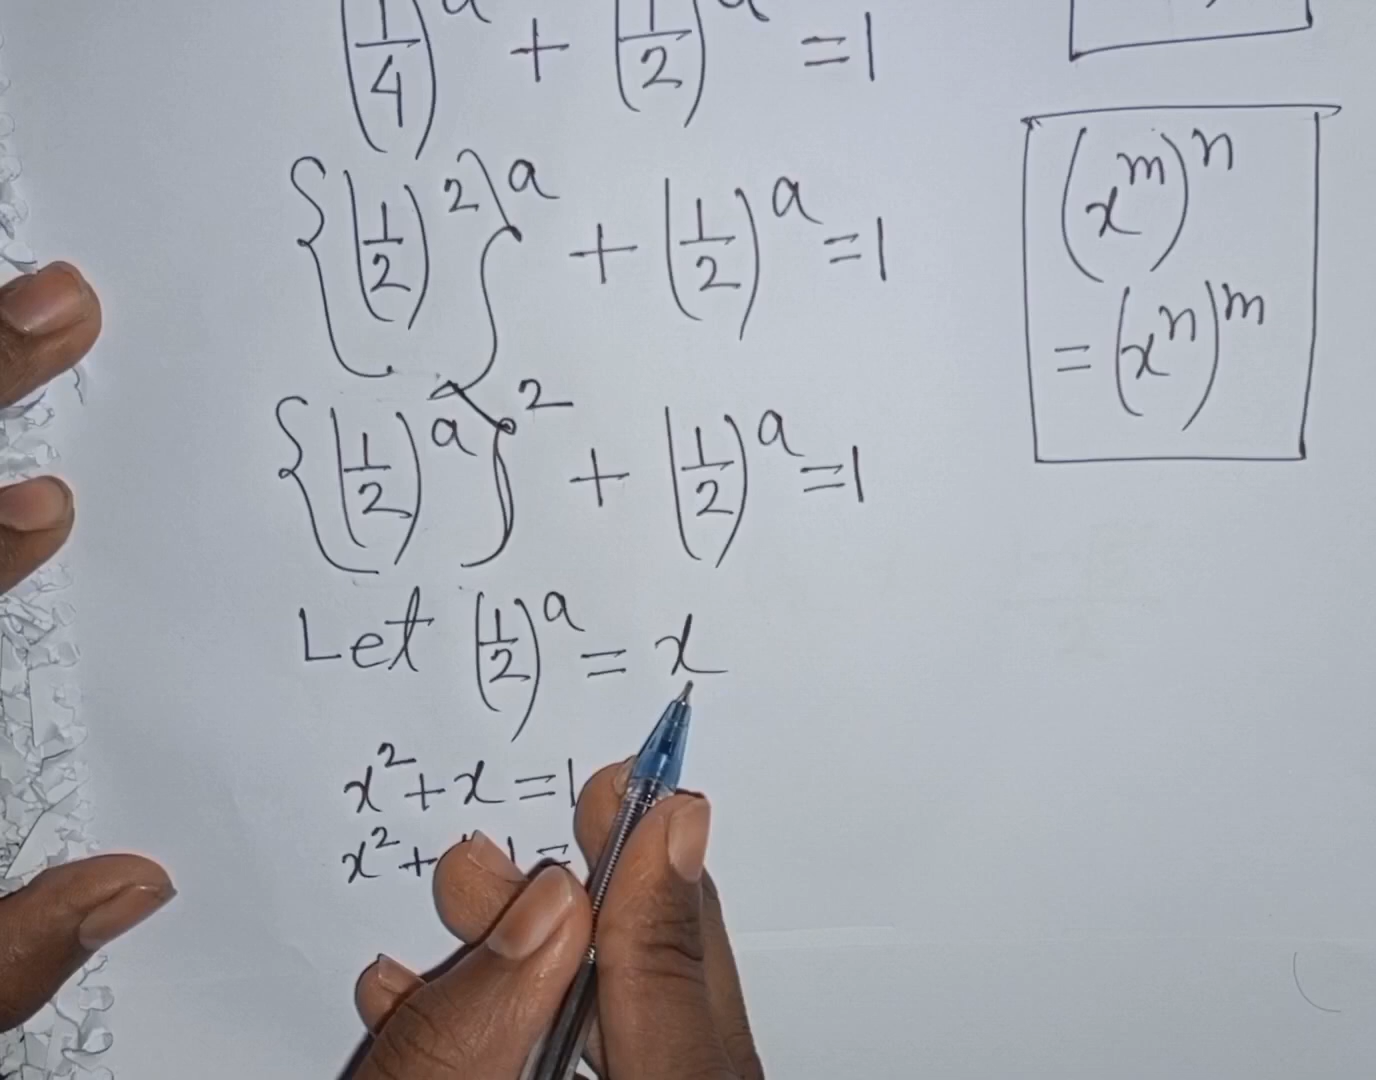 (1/4)^a + (1/2)^a = 1
{(1/2)^2}^a + (1/2)^a = 1
{(1/2)^a}^2 + (1/2)^a = 1
Let (1/2)^a = x
x^2 + x = 1
x^2 +
(x^m)^n
= (x^n)^m